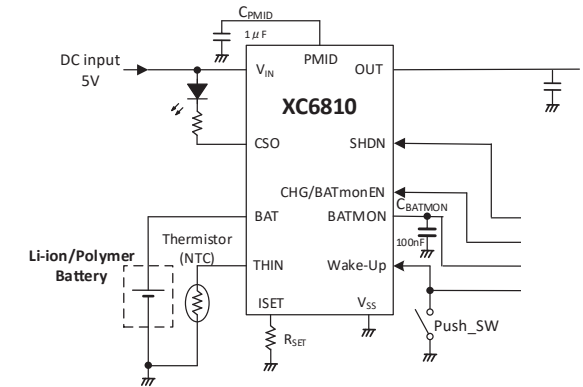 CPMID
1μF
PMID
DC input
5V
VIN
OUT
XC6810
CSO
SHDN
CHG/BATmonEN
CBATMON
BAT
BATMON
100nF
Thermistor
(NTC)
Li-ion/Polymer
Battery
THIN
Wake-Up
ISET
VSS
RSET
Push_SW